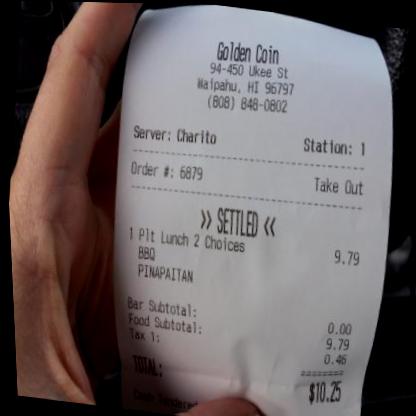 Golden Coin
94-450 Ukee St
Waipahu, HI 96797
(808) 848-0802
Server: Charito Station: 1
Order #: 6879 Take Out
>> SETTLED <<
1 Plt Lunch 2 Choices 9.79
BBQ
PINAPAITAN
Bar Subtotal: 0.00
Food Subtotal: 9.79
Tax 1: 0.46
========
TOTAL: $10.25
Cash Tendered